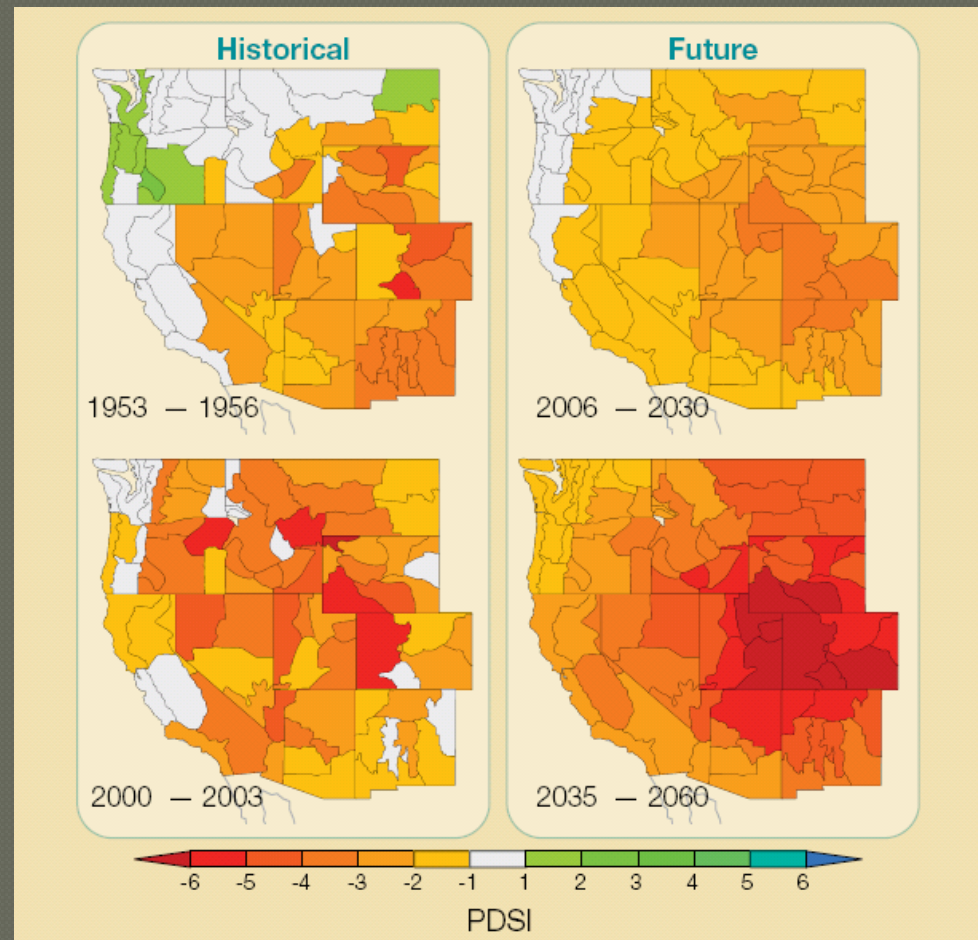 Historical
Future
1953 — 1956
2006 — 2030
2000 — 2003
2035 — 2060
-6 -5 -4 -3 -2 -1 1 2 3 4 5 6
PDSI